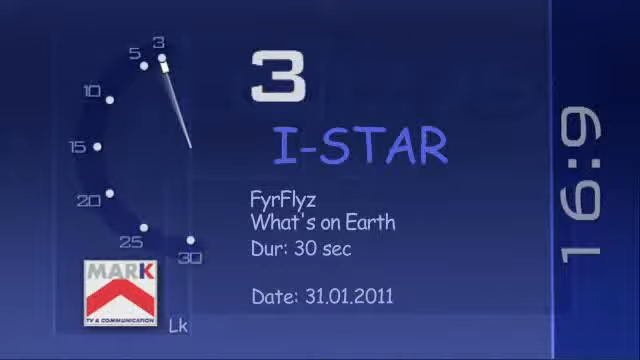 3
5
10
15
20
25
30
3
I-STAR
FyrFlyz
What's on Earth
Dur: 30 sec
Date: 31.01.2011
16:9
MARK
TV & COMMUNICATION
Lk